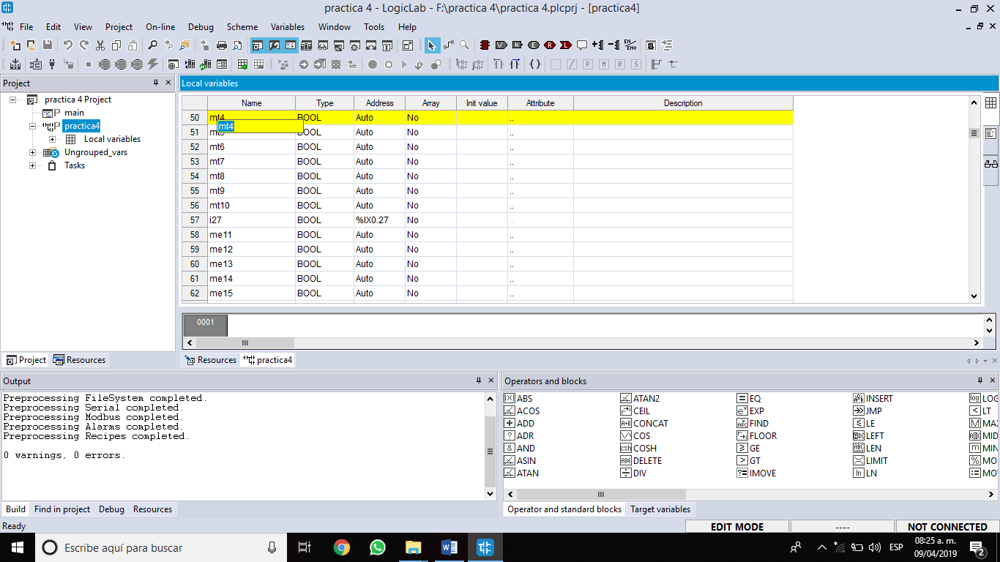 practica 4 - LogicLab - F:\practica 4\practica 4.plcprj - [practica4]
File Edit View Project On-line Debug Scheme Variables Window Tools Help
Project
practica 4 Project
main
practica4
Local variables
Ungrouped_vars
Tasks
Project Resources
Local variables
Name Type Address Array Init value Attribute Description
50 mt4 BOOL Auto No ..
mt4
51 mt5 BOOL Auto No ..
52 mt6 BOOL Auto No ..
53 mt7 BOOL Auto No ..
54 mt8 BOOL Auto No ..
55 mt9 BOOL Auto No ..
56 mt10 BOOL Auto No ..
57 i27 BOOL %IX0.27 No ..
58 me11 BOOL Auto No ..
59 me12 BOOL Auto No ..
60 me13 BOOL Auto No ..
61 me14 BOOL Auto No ..
62 me15 BOOL Auto No ..
0001
Resources practica4
Output
Preprocessing FileSystem completed.
Preprocessing Serial completed.
Preprocessing Modbus completed.
Preprocessing Alarms completed.
Preprocessing Recipes completed.
0 warnings, 0 errors.
Build Find in project Debug Resources
Operators and blocks
ABS ATAN2 EQ INSERT LOG
ACOS CEIL EXP JMP LT
ADD CONCAT FIND LE MAX
ADR COS FLOOR LEFT MID
AND COSH GE LEN MIN
ASIN DELETE GT LIMIT MO
ATAN DIV IMOVE LN MO
Operator and standard blocks Target variables
Ready
EDIT MODE ---- NOT CONNECTED
Escribe aquí para buscar
ESP
08:25 a. m.
09/04/2019
2